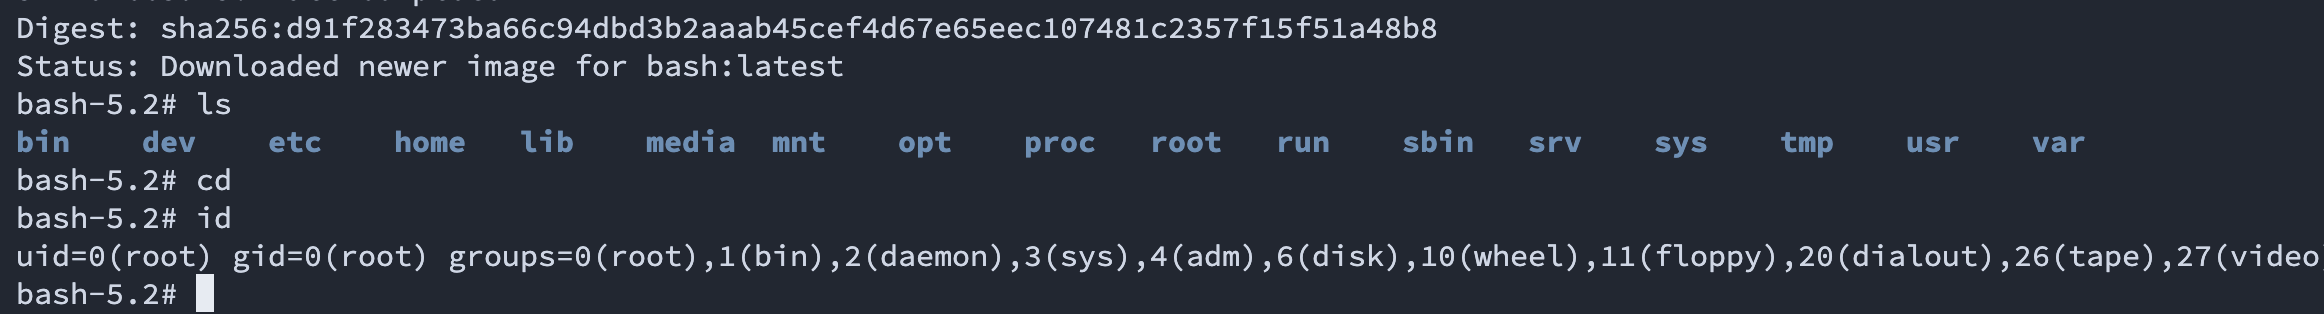 Digest: sha256:d91f283473ba66c94dbd3b2aaab45cef4d67e65eec107481c2357f15f51a48b8
Status: Downloaded newer image for bash:latest
bash-5.2# ls
bin    dev    etc    home   lib    media  mnt    opt    proc   root   run    sbin   srv    sys    tmp    usr    var
bash-5.2# cd
bash-5.2# id
uid=0(root) gid=0(root) groups=0(root),1(bin),2(daemon),3(sys),4(adm),6(disk),10(wheel),11(floppy),20(dialout),26(tape),27(video
bash-5.2#